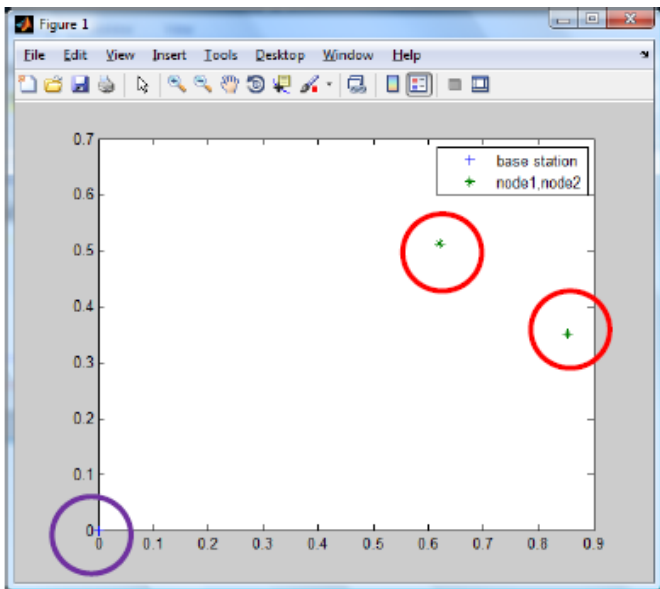 Figure 1
File Edit View Insert Tools Desktop Window Help
0.7
base station
node1,node2
0.6
0.5
0.4
0.3
0.2
0.1
0
0 0.1 0.2 0.3 0.4 0.5 0.6 0.7 0.8 0.9